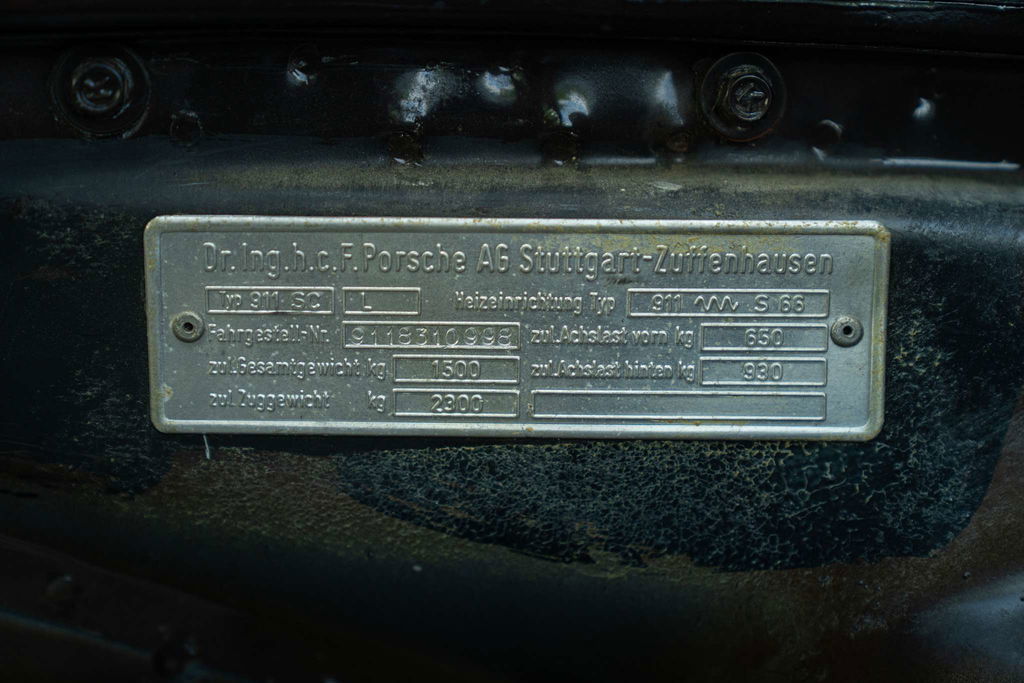 Dr. Ing. h. c. F. Porsche AG Stuttgart-Zuffenhausen
Typ 911 SC L Heizeinrichtung Typ 911 S 66
Fahrgestell-Nr. 9118310998 zul. Achslast vorn kg 650
zul. Gesamtgewicht kg 1500 zul. Achslast hinten kg 930
zul. Zuggewicht kg 2300